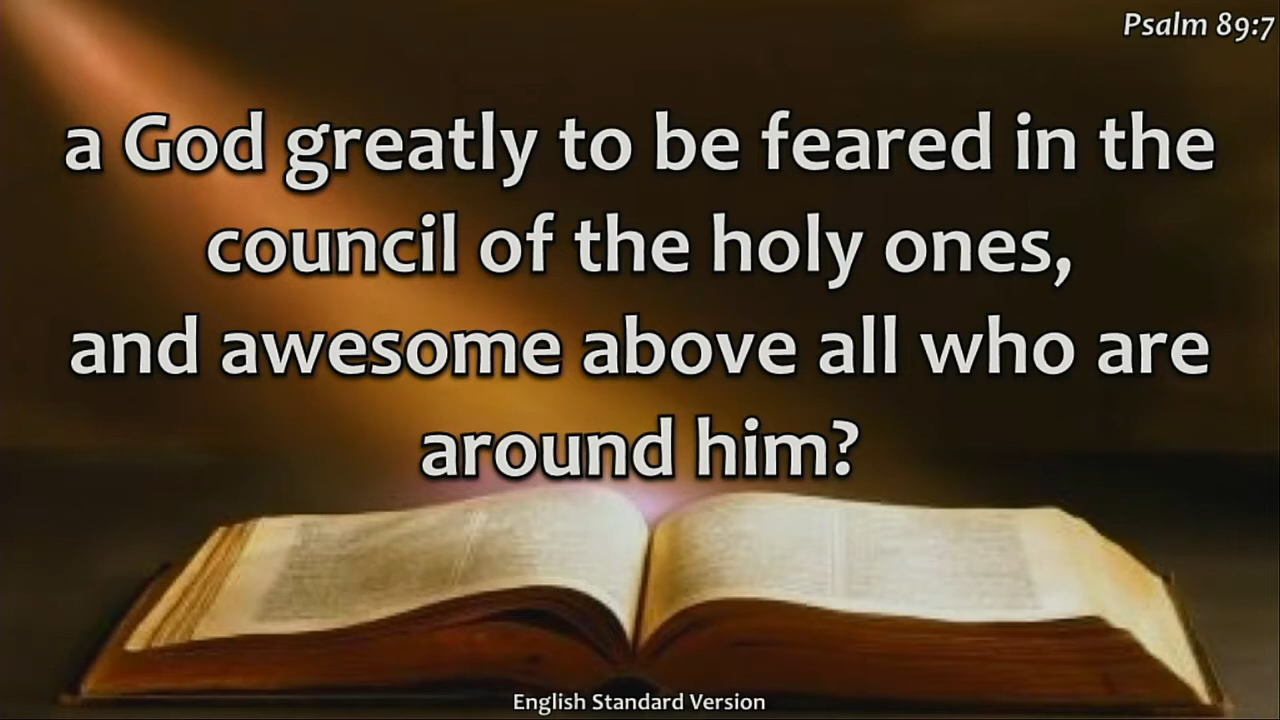 Psalm 89:7
a God greatly to be feared in the
council of the holy ones,
and awesome above all who are
around him?
English Standard Version